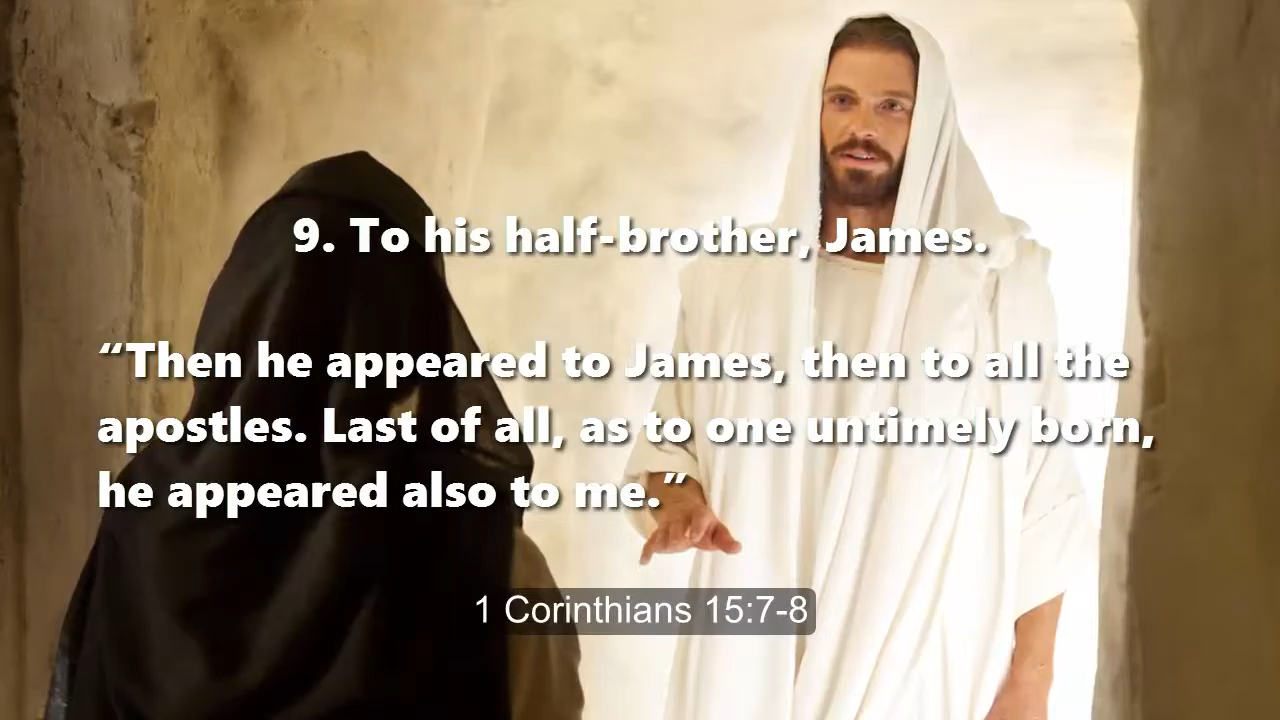 9. To his half-brother, James.
“Then he appeared to James, then to all the
apostles. Last of all, as to one untimely born,
he appeared also to me.”
1 Corinthians 15:7-8